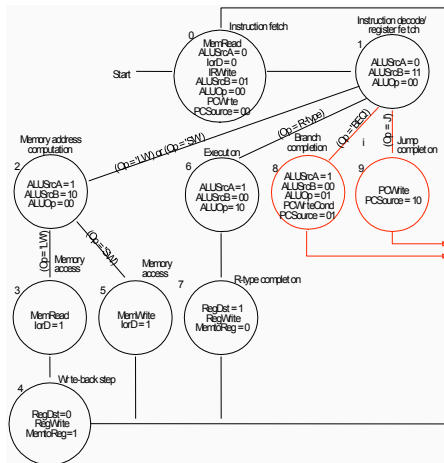 Instruction fetch
0
MemRead
ALUSrcA = 0
IorD = 0
IRWrite
ALUSrcB = 01
ALUOp = 00
PCWrite
PCSource = 00
Start
Instruction decode/
register fetch
1
ALUSrcA = 0
ALUSrcB = 11
ALUOp = 00
(Op = 'LW') or (Op = 'SW')
(Op = R-type)
(Op = 'BEQ')
(Op = 'J')
Memory address
computation
2
ALUSrcA = 1
ALUSrcB = 10
ALUOp = 00
Execution
6
ALUSrcA = 1
ALUSrcB = 00
ALUOp = 10
Branch
completion
8
ALUSrcA = 1
ALUSrcB = 00
ALUOp = 01
PCWriteCond
PCSource = 01
i
Jump
completion
9
PCWrite
PCSource = 10
(Op = 'LW')
(Op = 'SW')
Memory
access
3
MemRead
IorD = 1
Memory
access
5
MemWrite
IorD = 1
R-type completion
7
RegDst = 1
RegWrite
MemtoReg = 0
Write-back step
4
RegDst=0
RegWrite
MemtoReg=1